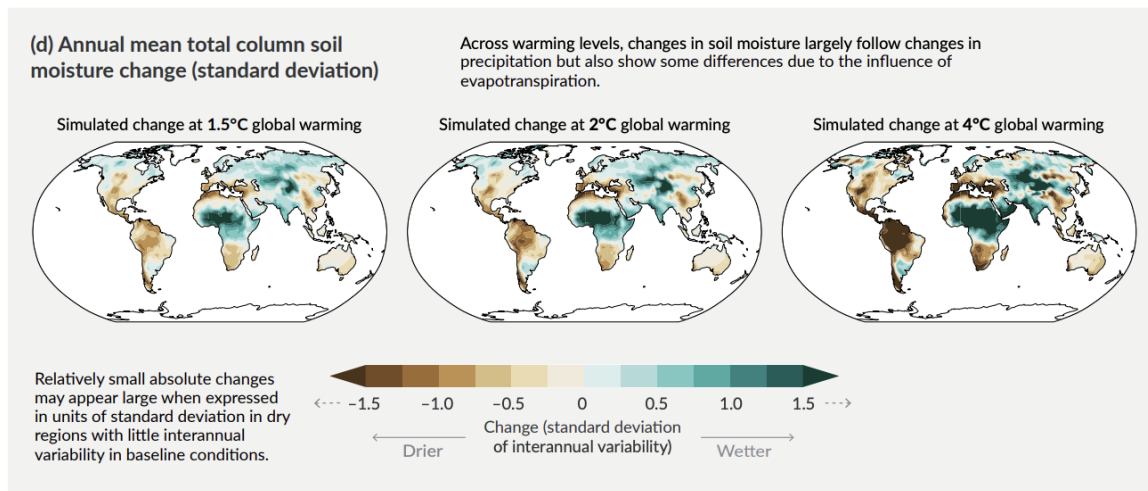 (d) Annual mean total column soil
moisture change (standard deviation)
Across warming levels, changes in soil moisture largely follow changes in
precipitation but also show some differences due to the influence of
evapotranspiration.
Simulated change at 1.5°C global warming
Simulated change at 2°C global warming
Simulated change at 4°C global warming
Relatively small absolute changes
may appear large when expressed
in units of standard deviation in dry
regions with little interannual
variability in baseline conditions.
–1.5 –1.0 –0.5 0 0.5 1.0 1.5
Change (standard deviation
of interannual variability)
Drier
Wetter